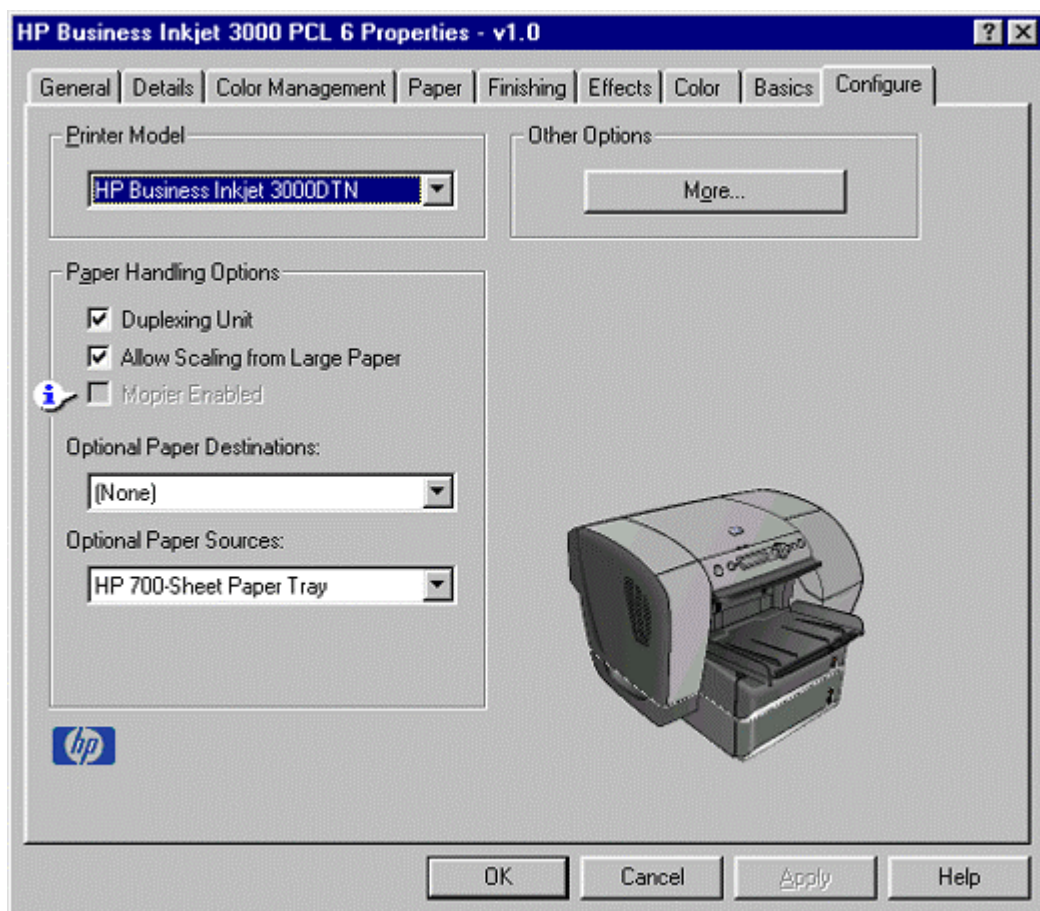 HP Business Inkjet 3000 PCL 6 Properties - v1.0
General Details Color Management Paper Finishing Effects Color Basics Configure
Printer Model
HP Business Inkjet 3000DTN
Other Options
More...
Paper Handling Options
Duplexing Unit
Allow Scaling from Large Paper
Mopier Enabled
Optional Paper Destinations:
(None)
Optional Paper Sources:
HP 700-Sheet Paper Tray
hp
OK Cancel Apply Help